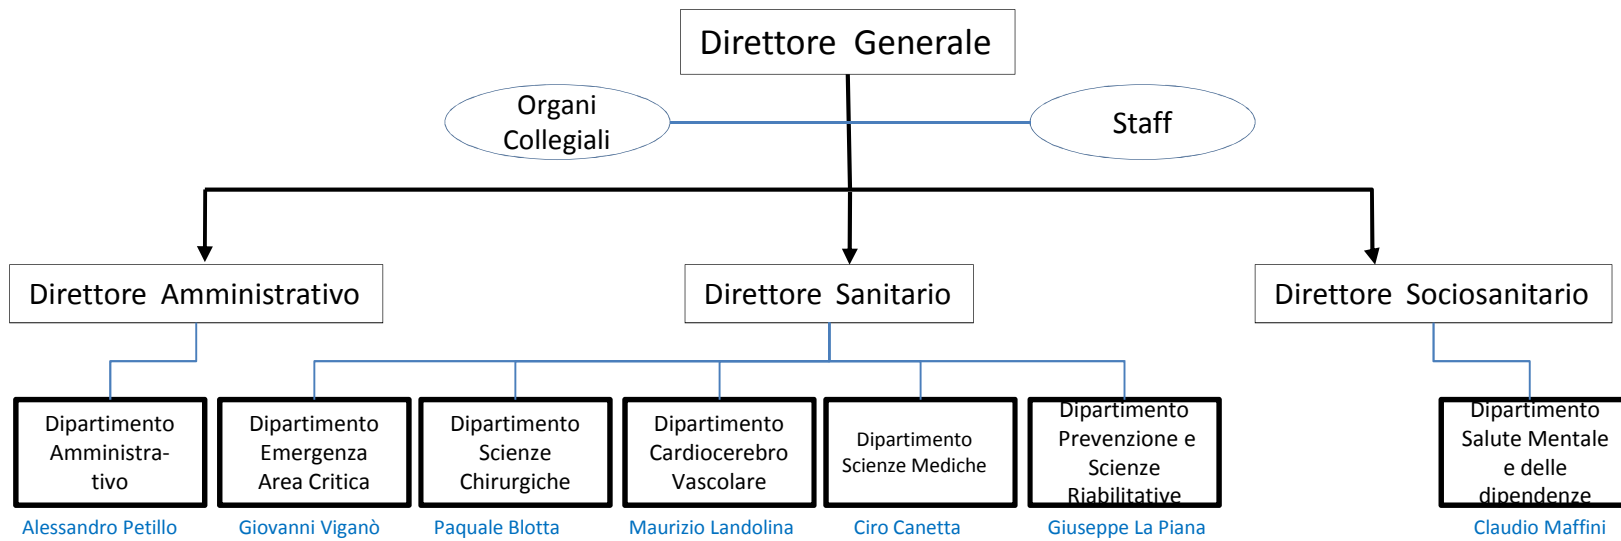 Direttore Generale
Organi
Collegiali
Staff
Direttore Amministrativo
Direttore Sanitario
Direttore Sociosanitario
Dipartimento
Amministra-
tivo
Dipartimento
Emergenza
Area Critica
Dipartimento
Scienze
Chirurgiche
Dipartimento
Cardiocerebro
Vascolare
Dipartimento
Scienze Mediche
Dipartimento
Prevenzione e
Scienze
Riabilitative
Dipartimento
Salute Mentale
e delle
dipendenze
Alessandro Petillo
Giovanni Viganò
Paquale Blotta
Maurizio Landolina
Ciro Canetta
Giuseppe La Piana
Claudio Maffini